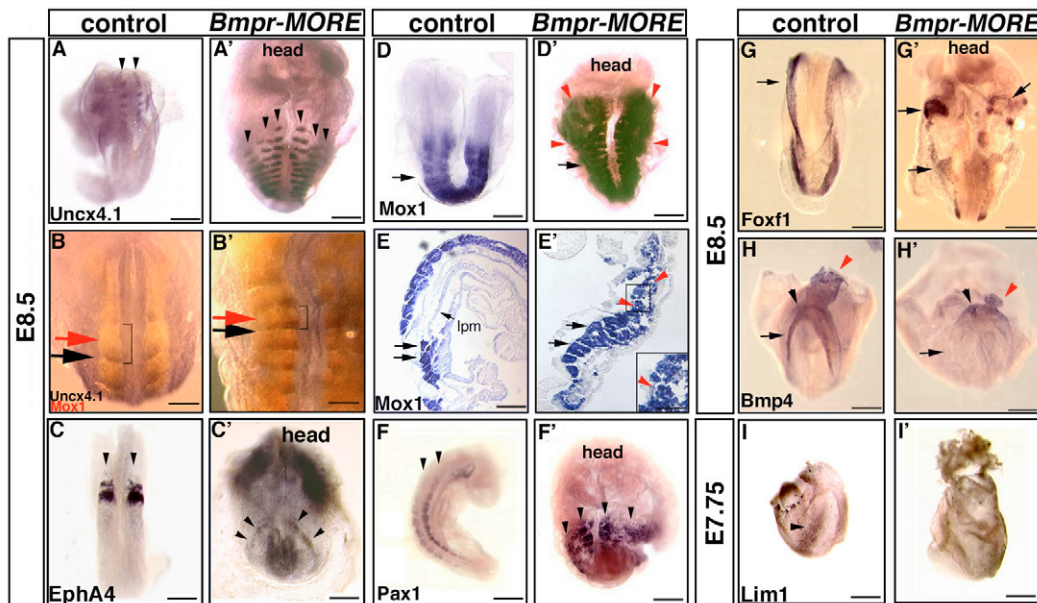 control Bmpr-MORE control Bmpr-MORE control Bmpr-MORE
E8.5
A
Uncx4.1
A’
head
D
Mox1
D’
head
E8.5
G
Foxf1
G’
head
B
Uncx4.1
Mox1
B’
E
lpm
Mox1
E’
H
Bmp4
H’
C
EphA4
C’
head
F
Pax1
F’
head
E7.75
I
Lim1
I’